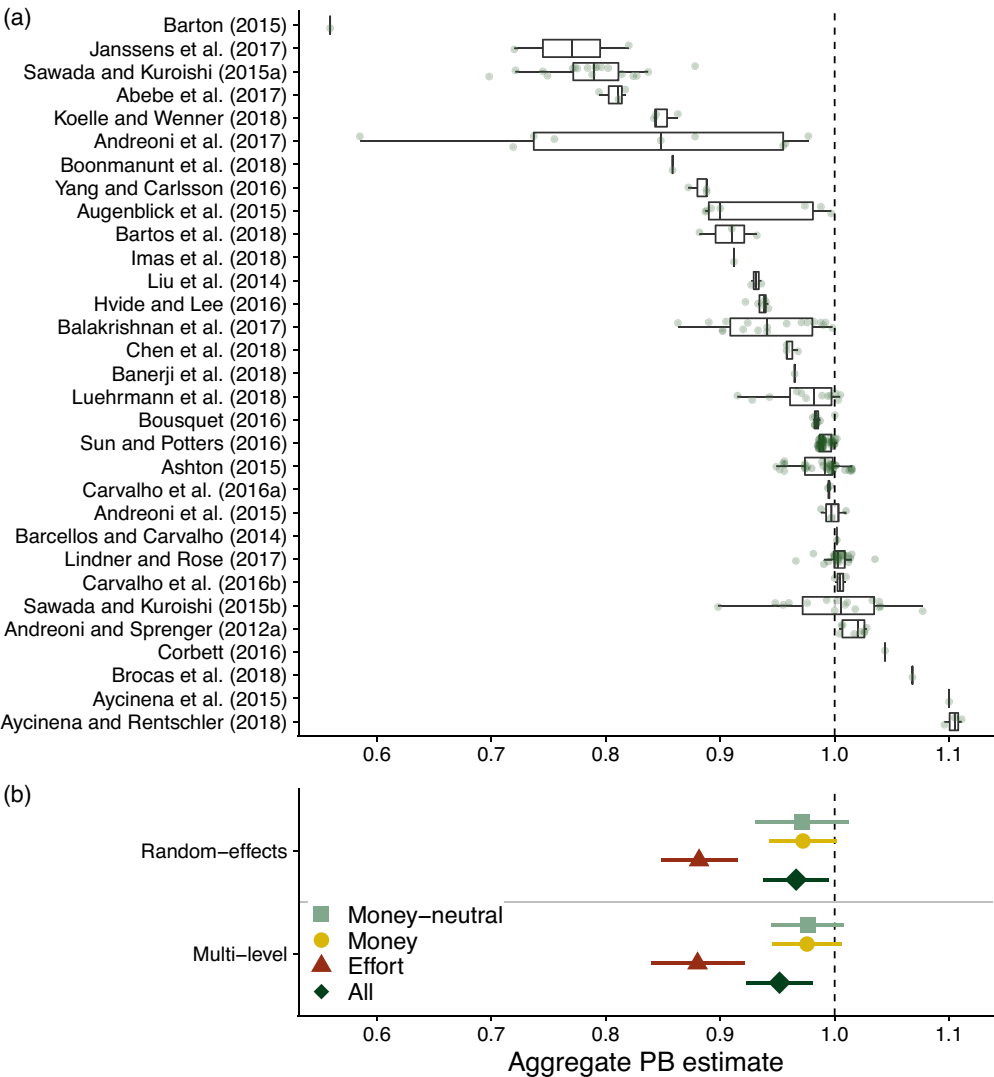 (a)
Barton (2015)
Janssens et al. (2017)
Sawada and Kuroishi (2015a)
Abebe et al. (2017)
Koelle and Wenner (2018)
Andreoni et al. (2017)
Boonmanunt et al. (2018)
Yang and Carlsson (2016)
Augenblick et al. (2015)
Bartos et al. (2018)
Imas et al. (2018)
Liu et al. (2014)
Hvide and Lee (2016)
Balakrishnan et al. (2017)
Chen et al. (2018)
Banerji et al. (2018)
Luehrmann et al. (2018)
Bousquet (2016)
Sun and Potters (2016)
Ashton (2015)
Carvalho et al. (2016a)
Andreoni et al. (2015)
Barcellos and Carvalho (2014)
Lindner and Rose (2017)
Carvalho et al. (2016b)
Sawada and Kuroishi (2015b)
Andreoni and Sprenger (2012a)
Corbett (2016)
Brocas et al. (2018)
Aycinena et al. (2015)
Aycinena and Rentschler (2018)
0.6 0.7 0.8 0.9 1.0 1.1
(b)
Random−effects
Multi−level
Money−neutral
Money
Effort
All
0.6 0.7 0.8 0.9 1.0 1.1
Aggregate PB estimate